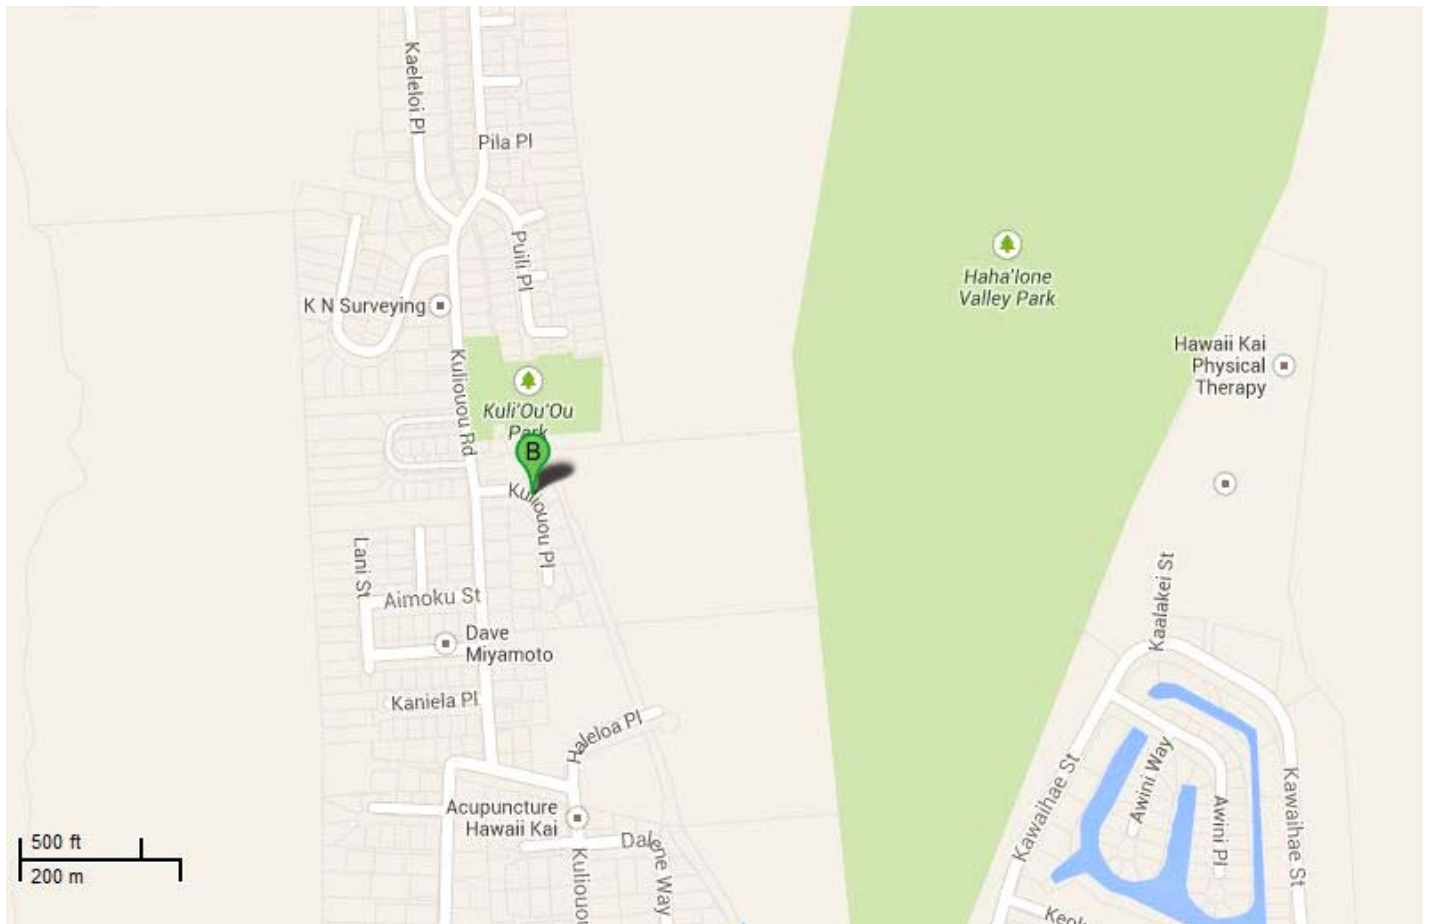 Kaeleloi Pl
Pila Pl
Puili Pl
K N Surveying
Haha'Ione
Valley Park
Hawaii Kai
Physical
Therapy
Kuliouou Rd
Kuli'Ou'Ou
Park
B
Kuliouou Pl
Lani St
Aimoku St
Dave
Miyamoto
Kaniela Pl
Haleloa Pl
Kaalakei St
Kawaihae St
Awini Way
Awini Pl
Kawaihae St
Acupuncture
Hawaii Kai
Dalene Way
500 ft
200 m